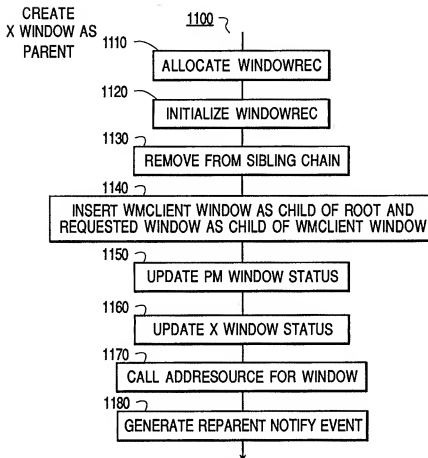 CREATE
X WINDOW AS
PARENT
1100
1110
ALLOCATE WINDOWREC
1120
INITIALIZE WINDOWREC
1130
REMOVE FROM SIBLING CHAIN
1140
INSERT WMCLIENT WINDOW AS CHILD OF ROOT AND
REQUESTED WINDOW AS CHILD OF WMCLIENT WINDOW
1150
UPDATE PM WINDOW STATUS
1160
UPDATE X WINDOW STATUS
1170
CALL ADDRESOURCE FOR WINDOW
1180
GENERATE REPARENT NOTIFY EVENT